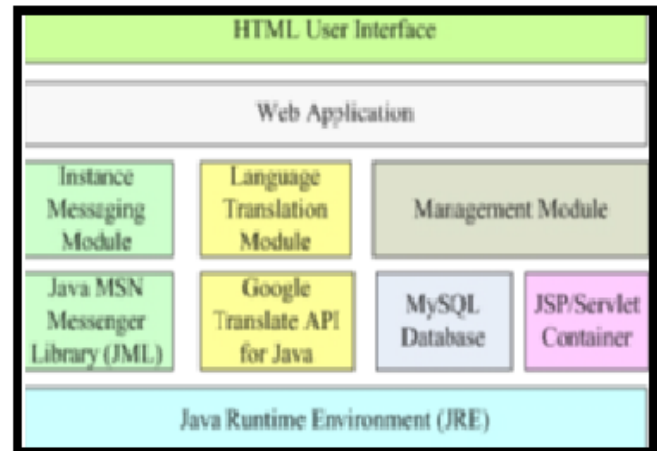 HTML User Interface
Web Application
Instance
Messaging
Module
Language
Translation
Module
Management Module
Java MSN
Messenger
Library (JML)
Google
Translate API
for Java
MySQL
Database
JSP/Servlet
Container
Java Runtime Environment (JRE)